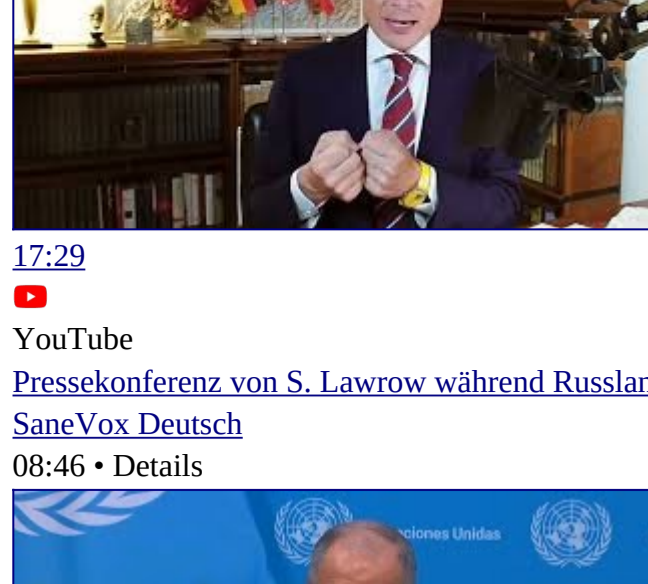 17:29
YouTube
Pressekonferenz von S. Lawrow während Russlan
SaneVox Deutsch
08:46 • Details
ciones Unidas